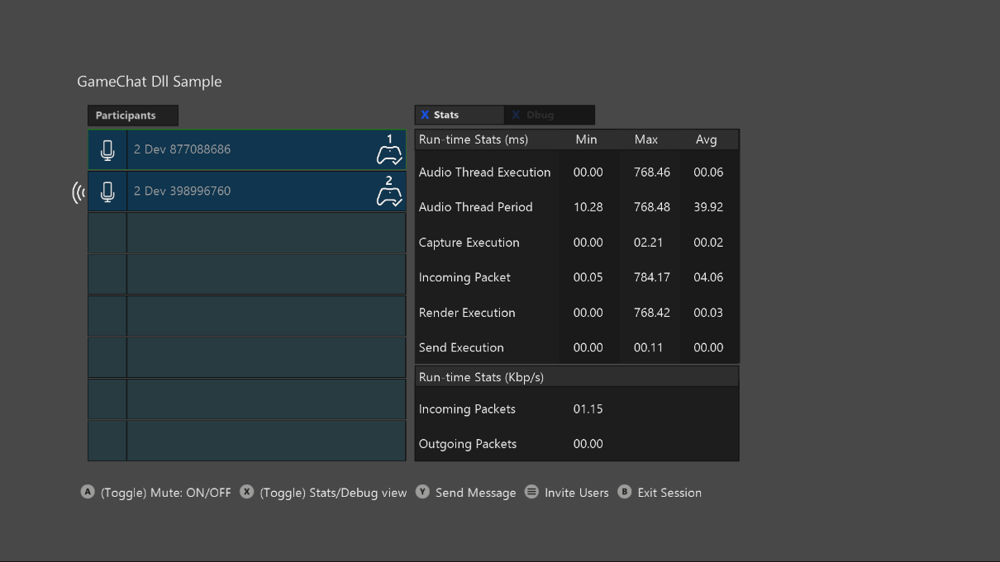 GameChat Dll Sample
Participants
2 Dev 877088686 1
2 Dev 398996760 2
X Stats X Dbug
Run-time Stats (ms) Min Max Avg
Audio Thread Execution 00.00 768.46 00.06
Audio Thread Period 10.28 768.48 39.92
Capture Execution 00.00 02.21 00.02
Incoming Packet 00.05 784.17 04.06
Render Execution 00.00 768.42 00.03
Send Execution 00.00 00.11 00.00
Run-time Stats (Kbp/s)
Incoming Packets 01.15
Outgoing Packets 00.00
A (Toggle) Mute: ON/OFF X (Toggle) Stats/Debug view Y Send Message Invite Users B Exit Session